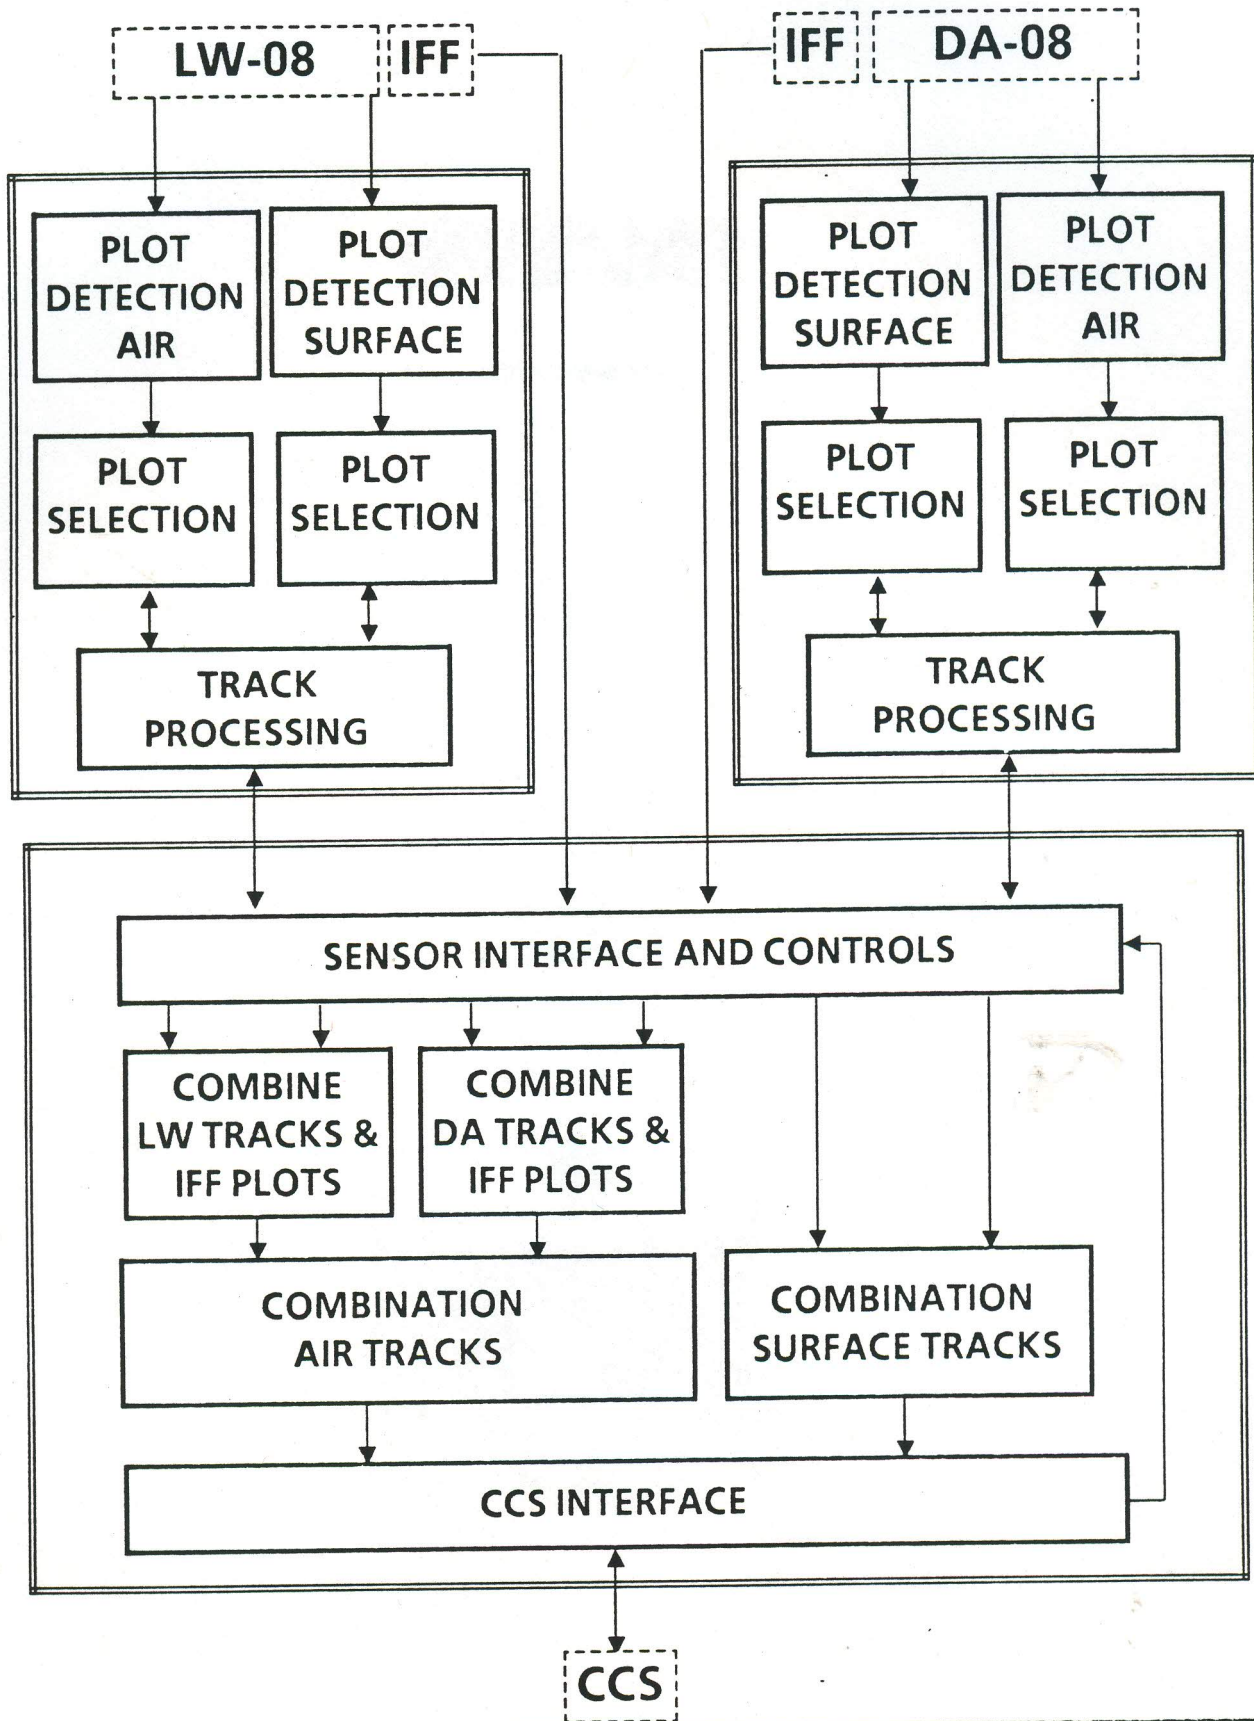 LW-08
IFF
IFF
DA-08
PLOT
DETECTION
AIR
PLOT
DETECTION
SURFACE
PLOT
DETECTION
SURFACE
PLOT
DETECTION
AIR
PLOT
SELECTION
PLOT
SELECTION
PLOT
SELECTION
PLOT
SELECTION
TRACK
PROCESSING
TRACK
PROCESSING
SENSOR INTERFACE AND CONTROLS
COMBINE
LW TRACKS &
IFF PLOTS
COMBINE
DA TRACKS &
IFF PLOTS
COMBINATION
AIR TRACKS
COMBINATION
SURFACE TRACKS
CCS INTERFACE
CCS